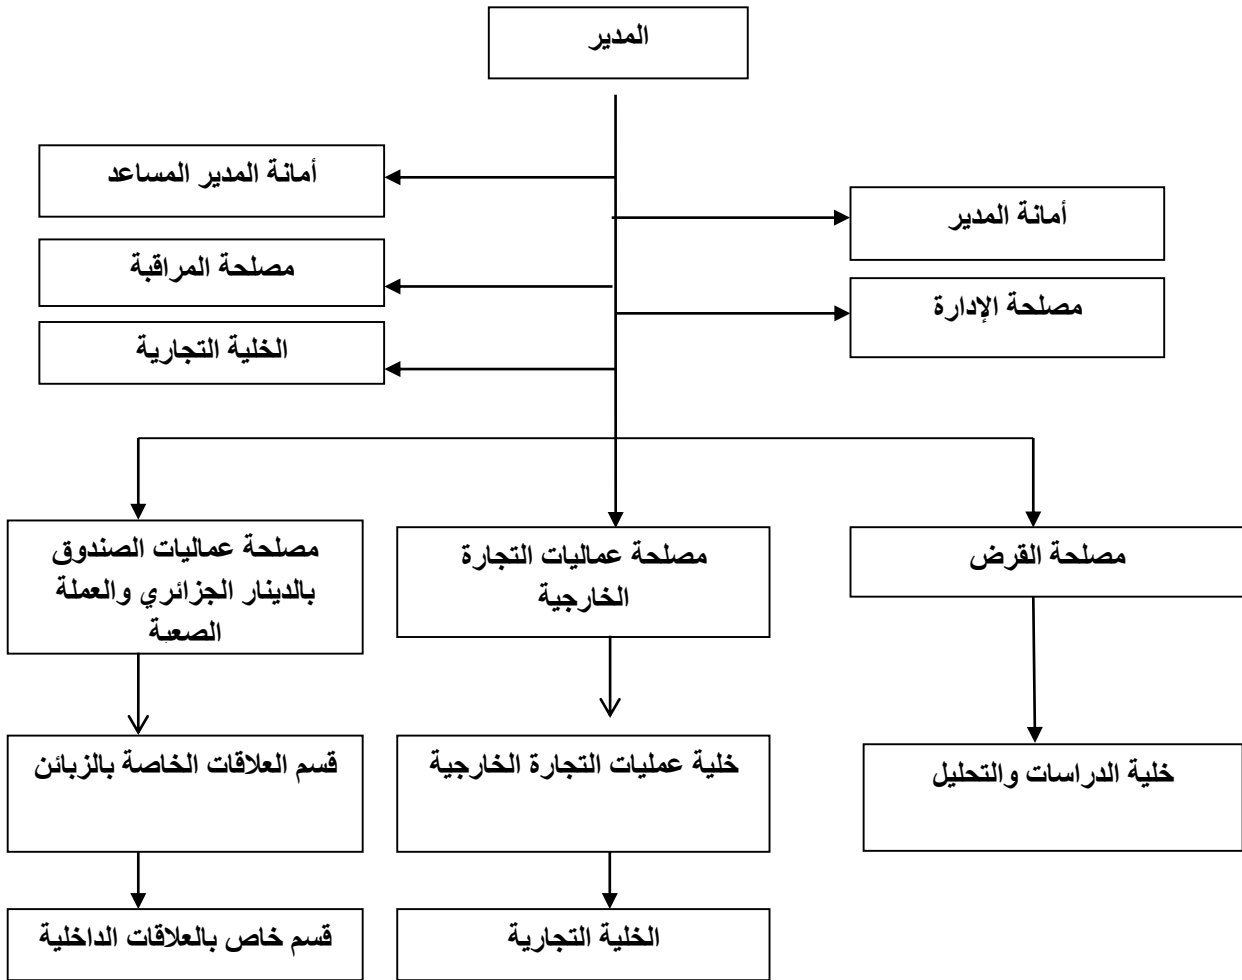 المدير
أمانة المدير المساعد
أمانة المدير
مصلحة المراقبة
مصلحة الإدارة
الخلية التجارية
مصلحة القرض
مصلحة عماليات التجارة
الخارجية
مصلحة عماليات الصندوق
بالدينار الجزائري والعملة
الصعبة
خلية الدراسات والتحليل
خلية عمليات التجارة الخارجية
قسم العلاقات الخاصة بالزبائن
الخلية التجارية
قسم خاص بالعلاقات الداخلية